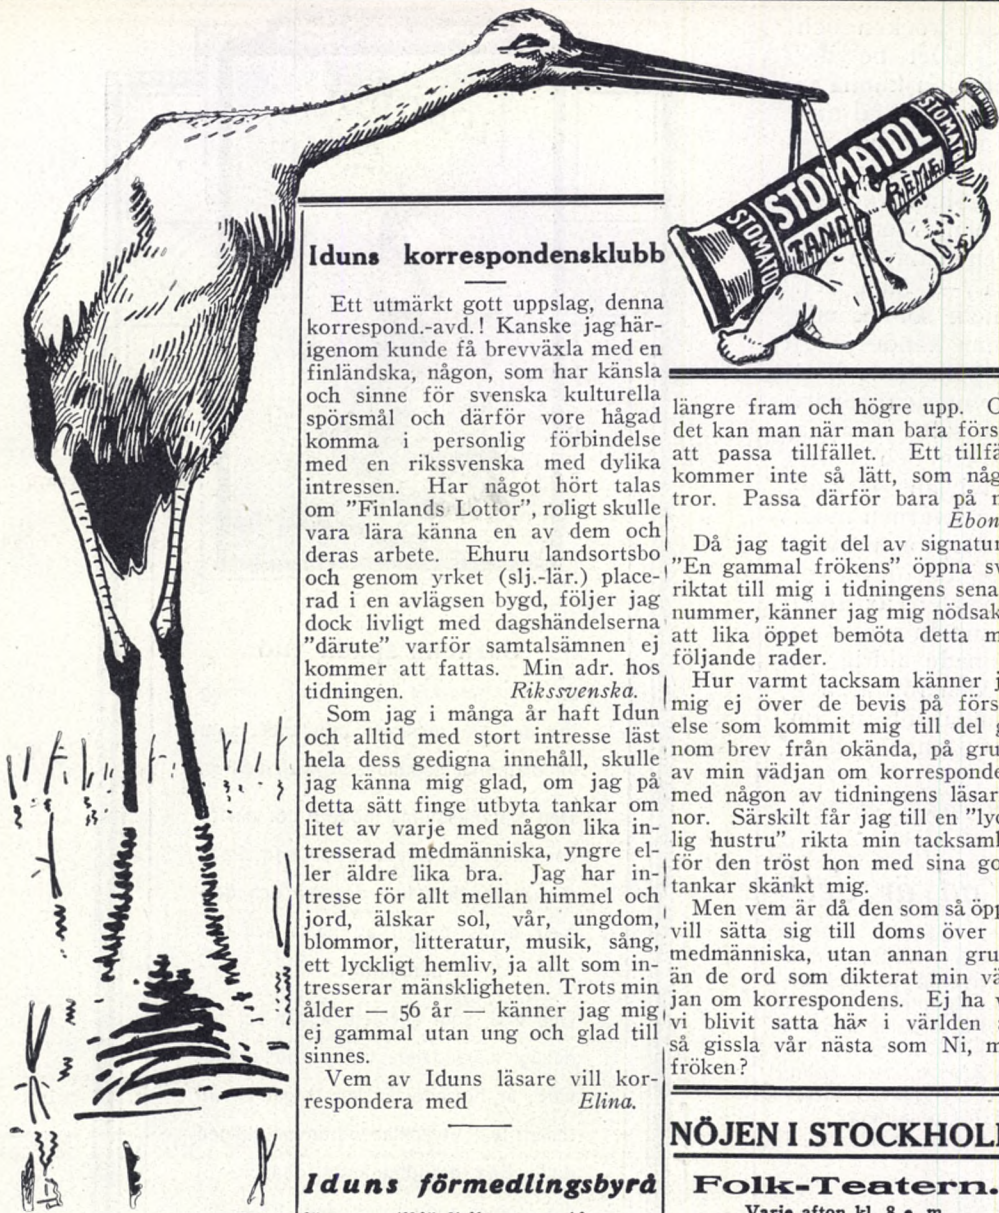 STOMATOL
STOMATOL
STOMATOL
TAND
KRÊME
Iduns korrespondensklubb
Ett utmärkt gott uppslag, denna
korrespond.-avd.! Kanske jag här-
igenom kunde få brevväxla med en
finländska, någon, som har känsla
och sinne för svenska kulturella
spörsmål och därför vore hågad
komma i personlig förbindelse
med en rikssvenska med dylika
intressen. Har något hört talas
om ”Finlands Lottor”, roligt skulle
vara lära känna en av dem och
deras arbete. Ehuru landsortsbo
och genom yrket (slj.-lär.) place-
rad i en avlägsen bygd, följer jag
dock livligt med dagshändelserna
”därute” varför samtalsämnen ej
kommer att fattas. Min adr. hos
tidningen. Rikssvenska.
Som jag i många år haft Idun
och alltid med stort intresse läst
hela dess gedigna innehåll, skulle
jag känna mig glad, om jag på
detta sätt finge utbyta tankar om
litet av varje med någon lika in-
tresserad medmänniska, yngre el-
ler äldre lika bra. Jag har in-
tresse för allt mellan himmel och
jord, älskar sol, vår, ungdom,
blommor, litteratur, musik, sång,
ett lyckligt hemliv, ja allt som in-
tresserar mänskligheten. Trots min
ålder — 56 år — känner jag mig
ej gammal utan ung och glad till
sinnes.
Vem av Iduns läsare vill kor-
respondera med Elina.
Iduns förmedlingsbyrå
längre fram och högre upp.
det kan man när man bara förs
att passa tillfället. Ett tillfä
kommer inte så lätt, som någ
tror. Passa därför bara på
Ebon
Då jag tagit del av signatur
”En gammal frökens” öppna sv
riktat till mig i tidningens sena
nummer, känner jag mig nödsak
att lika öppet bemöta detta m
följande rader.
Hur varmt tacksam känner j
mig ej över de bevis på förs
else som kommit mig till del g
nom brev från okända, på gru
av min vädjan om korresponde
med någon av tidningens läsar
nor. Särskilt får jag till en ”lyc
lig hustru” rikta min tacksam
för den tröst hon med sina go
tankar skänkt mig.
Men vem är då den som så öpp
vill sätta sig till doms över
medmänniska, utan annan gru
än de ord som dikterat min vä
jan om korrespondens. Ej ha v
vi blivit satta här i världen
så gissla vår nästa som Ni, m
fröken?
NÖJEN I STOCKHOL
Folk-Teatern.
Varje afton kl. 8 e. m.